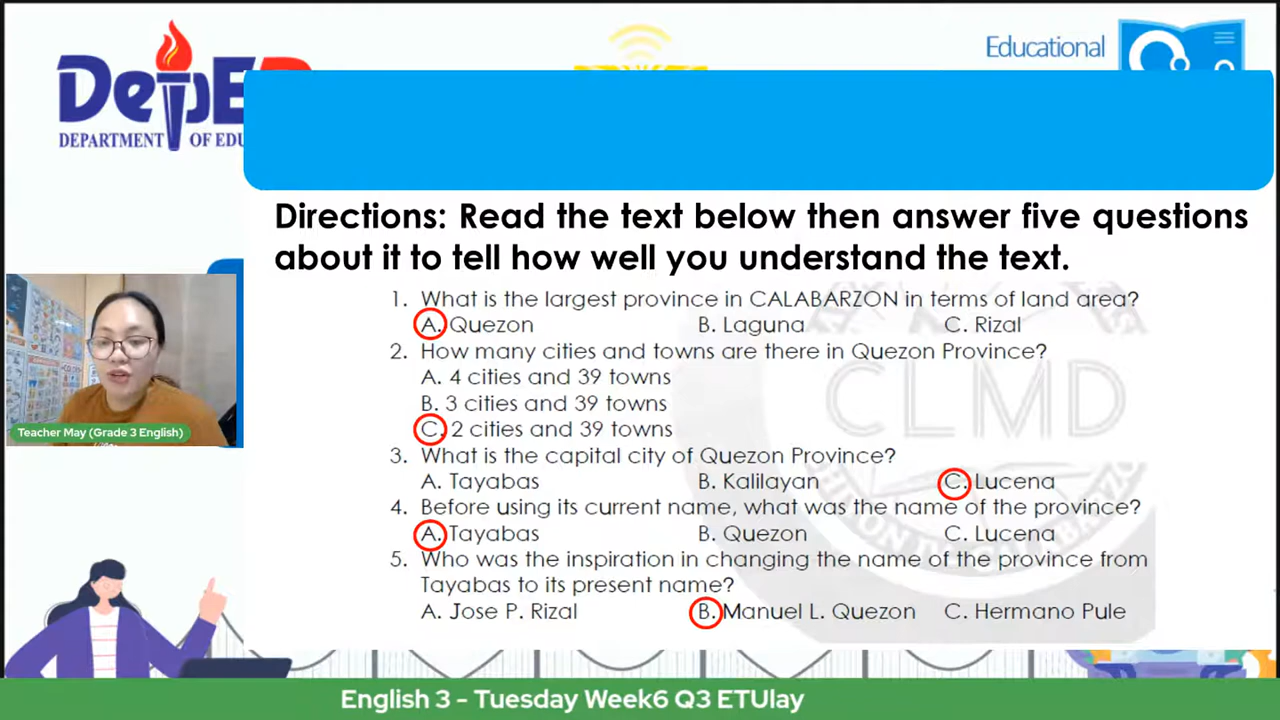 DepED
DEPARTMENT OF EDU
Educational
Directions: Read the text below then answer five questions
about it to tell how well you understand the text.
1. What is the largest province in CALABARZON in terms of land area?
A. Quezon B. Laguna C. Rizal
2. How many cities and towns are there in Quezon Province?
A. 4 cities and 39 towns
B. 3 cities and 39 towns
C. 2 cities and 39 towns
3. What is the capital city of Quezon Province?
A. Tayabas B. Kalilayan C. Lucena
4. Before using its current name, what was the name of the province?
A. Tayabas B. Quezon C. Lucena
5. Who was the inspiration in changing the name of the province from
Tayabas to its present name?
A. Jose P. Rizal B. Manuel L. Quezon C. Hermano Pule
CLMD
Teacher May (Grade 3 English)
English 3 - Tuesday Week6 Q3 ETUlay